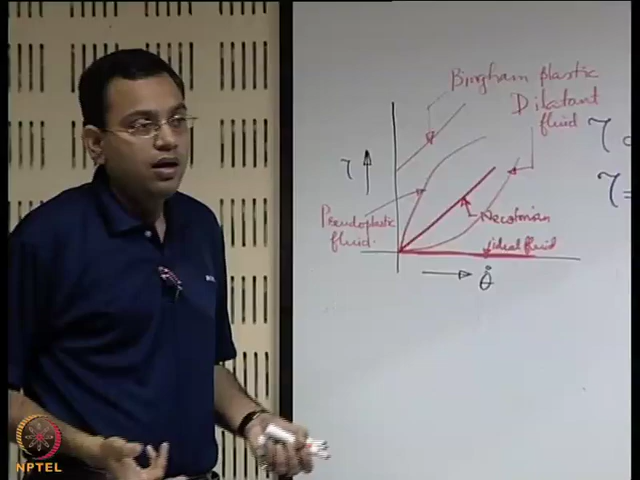 Bingham plastic
Dilatant
fluid
τ
τ
τ =
Pseudoplastic
fluid.
Newtonian
ideal fluid
θ̇
NPTEL